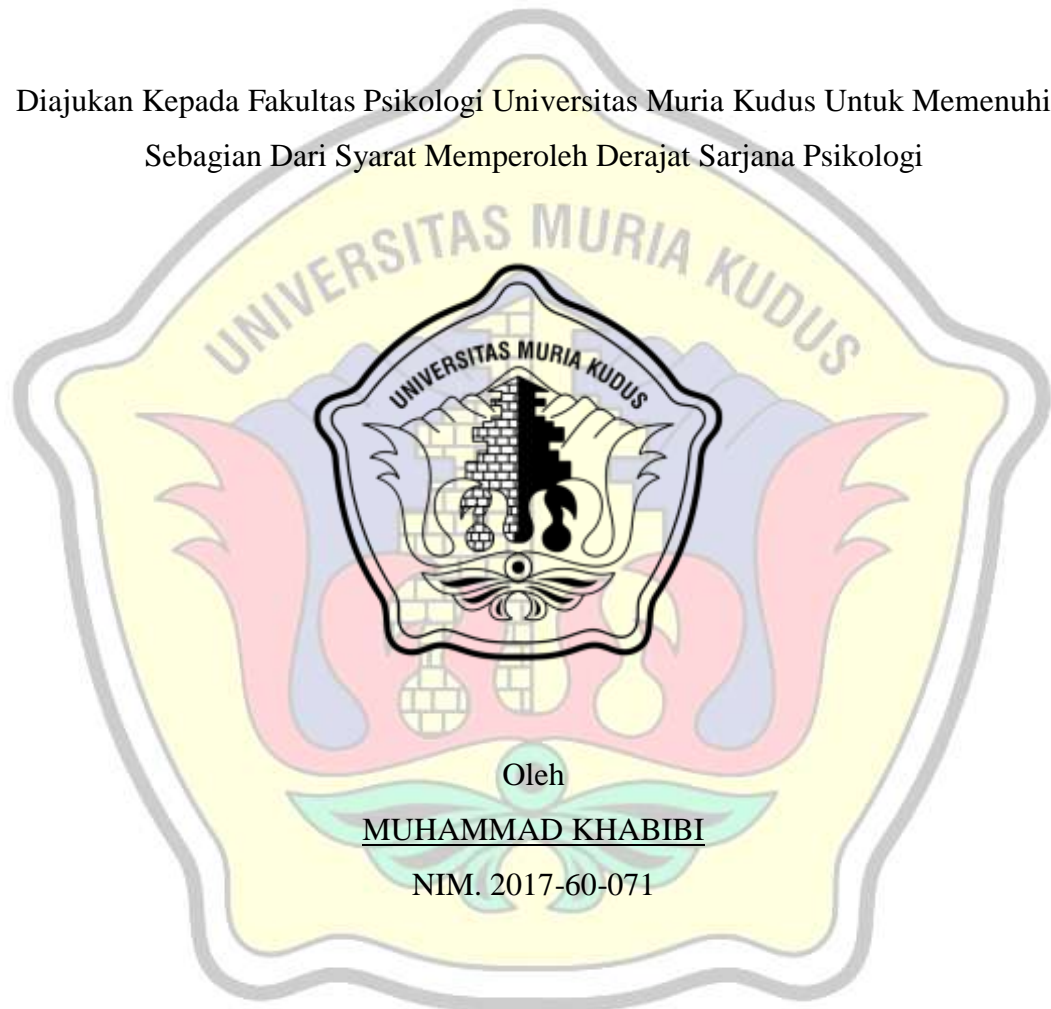 Diajukan Kepada Fakultas Psikologi Universitas Muria Kudus Untuk Memenuhi
Sebagian Dari Syarat Memperoleh Derajat Sarjana Psikologi
UNIVERSITAS MURIA KUDUS
UNIVERSITAS MURIA KUDUS
Oleh
MUHAMMAD KHABIBI
NIM. 2017-60-071